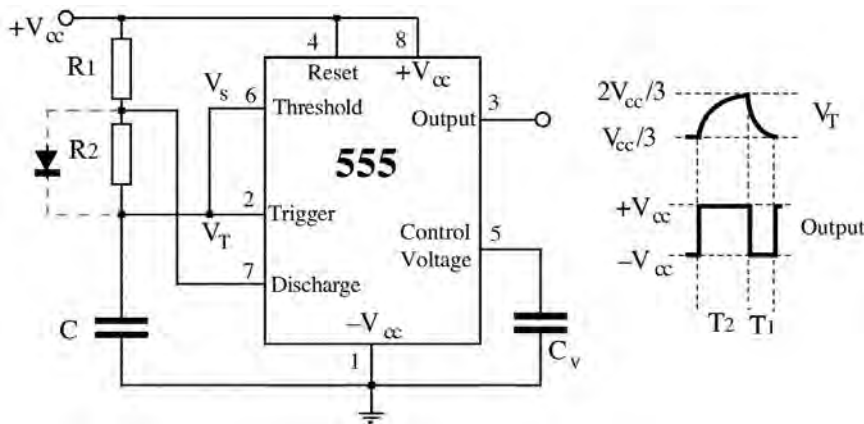 +Vcc
4
8
R1
Reset
+Vcc
Vs
6
Threshold
3
Output
R2
555
2
Trigger
VT
Control
Voltage
5
7
Discharge
C
−Vcc
1
Cv
2Vcc/3
VT
Vcc/3
+Vcc
Output
−Vcc
T2
T1